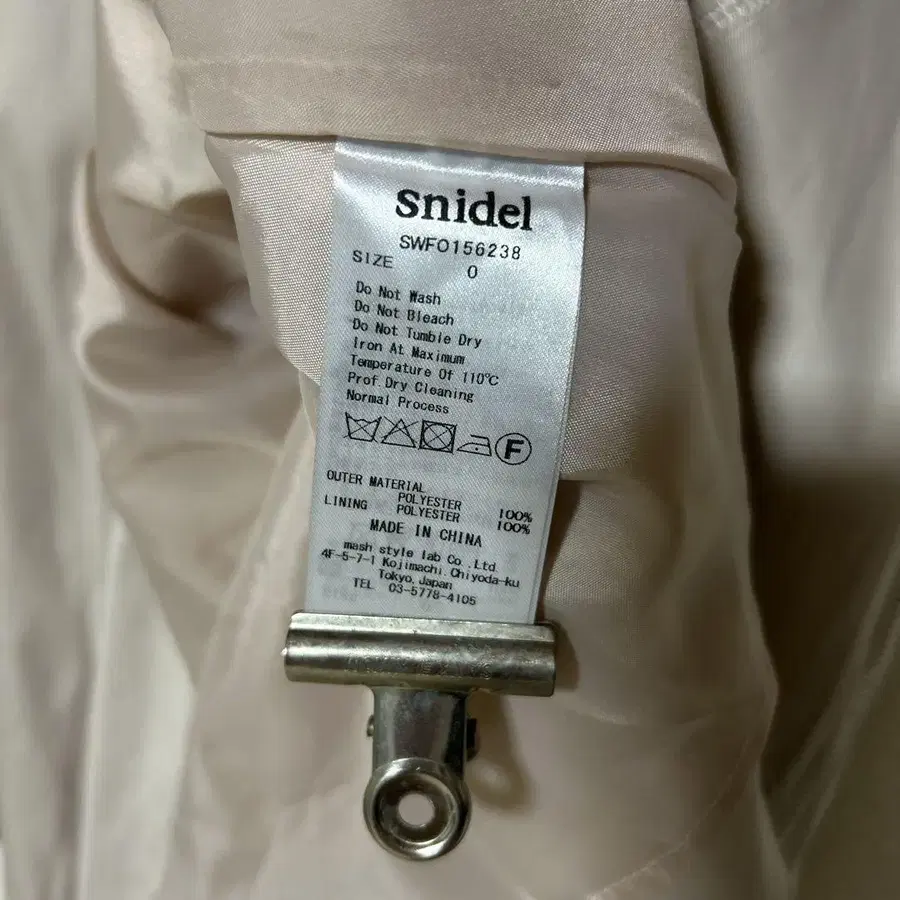 snidel
SWFO156238
SIZE 0
Do Not Wash
Do Not Bleach
Do Not Tumble Dry
Iron At Maximum
Temperature Of 110℃
Prof.Dry Cleaning
Normal Process
F
OUTER MATERIAL
POLYESTER 100%
LINING POLYESTER 100%
MADE IN CHINA
mash style lab Co.,Ltd.
4F-5-7-1 Kojimachi,Chiyoda-ku
Tokyo,Japan
TEL 03-5778-4105